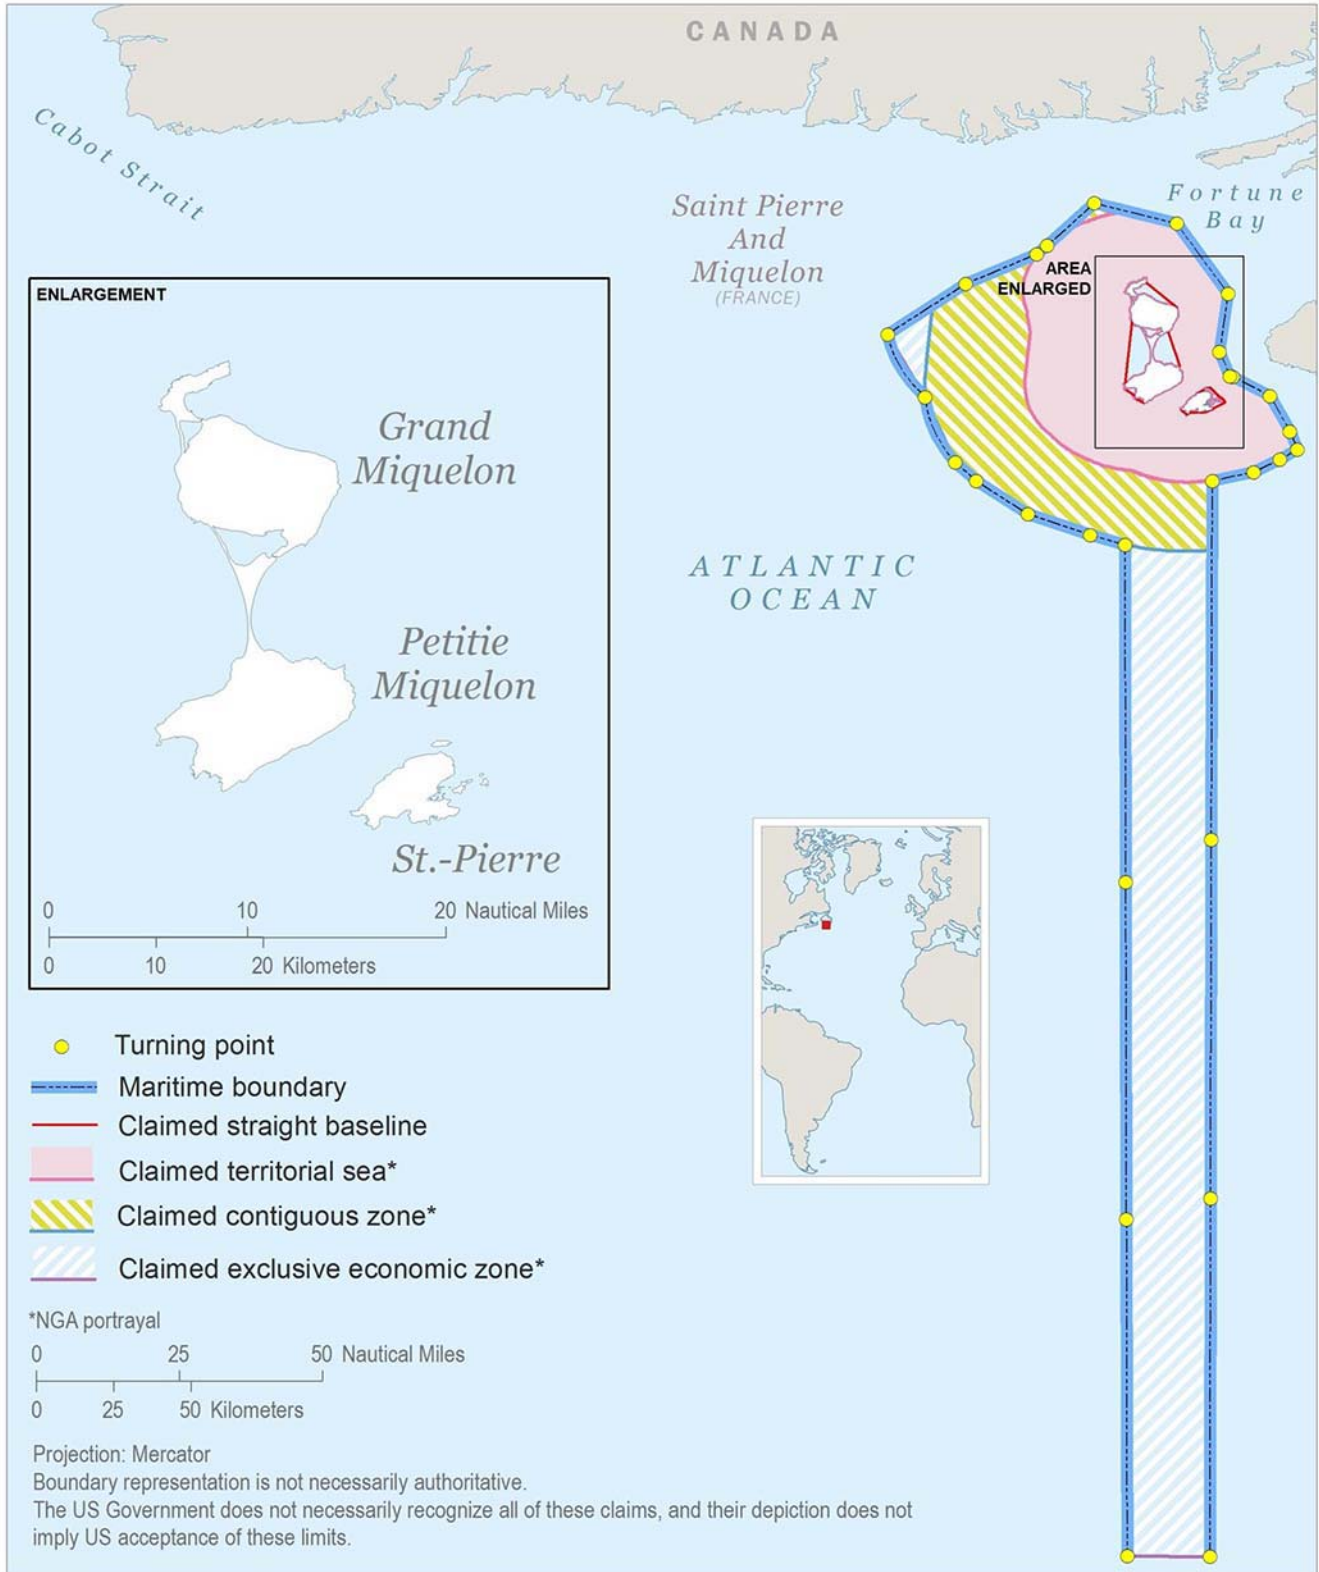 CANADA
Cabot Strait
Saint Pierre
And
Miquelon
(FRANCE)
Fortune
Bay
AREA
ENLARGED
ENLARGEMENT
Grand
Miquelon
Petitie
Miquelon
St.-Pierre
0 10 20 Nautical Miles
0 10 20 Kilometers
ATLANTIC
OCEAN
Turning point
Maritime boundary
Claimed straight baseline
Claimed territorial sea*
Claimed contiguous zone*
Claimed exclusive economic zone*
*NGA portrayal
0 25 50 Nautical Miles
0 25 50 Kilometers
Projection: Mercator
Boundary representation is not necessarily authoritative.
The US Government does not necessarily recognize all of these claims, and their depiction does not
imply US acceptance of these limits.